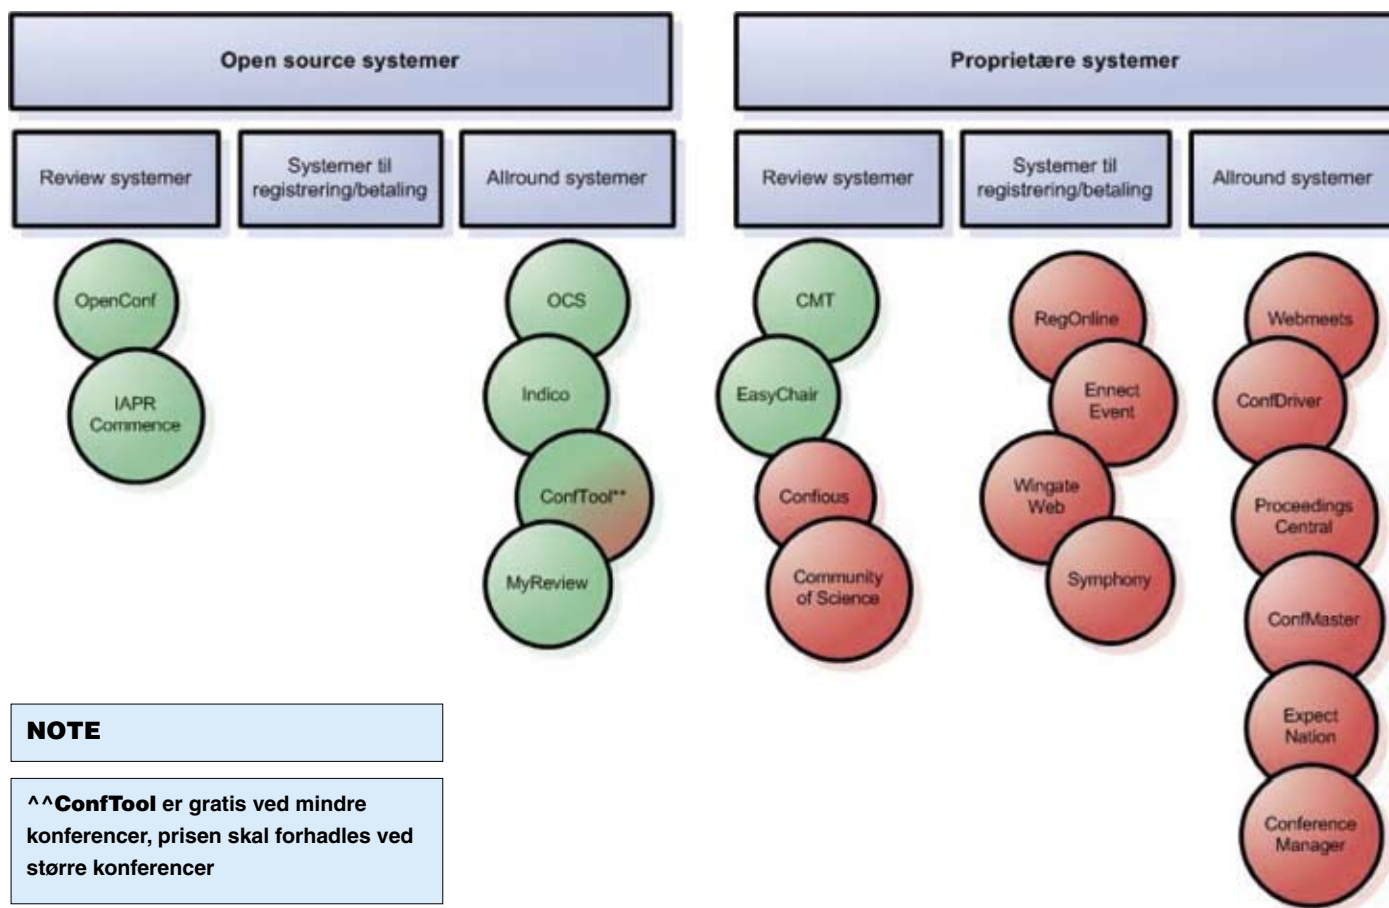 Open source systemer
Proprietære systemer
Review systemer
Systemer til
registrering/betaling
Allround systemer
Review systemer
Systemer til
registrering/betaling
Allround systemer
OpenConf
IAPR
Commence
OCS
Indico
ConfTool**
MyReview
CMT
EasyChair
Confious
Community
of Science
RegOnline
Ennect
Event
Wingate
Web
Symphony
Webmeets
ConfDriver
Proceedings
Central
ConfMaster
Expect
Nation
Conference
Manager
NOTE
^^ConfTool er gratis ved mindre
konferencer, prisen skal forhadles ved
større konferencer